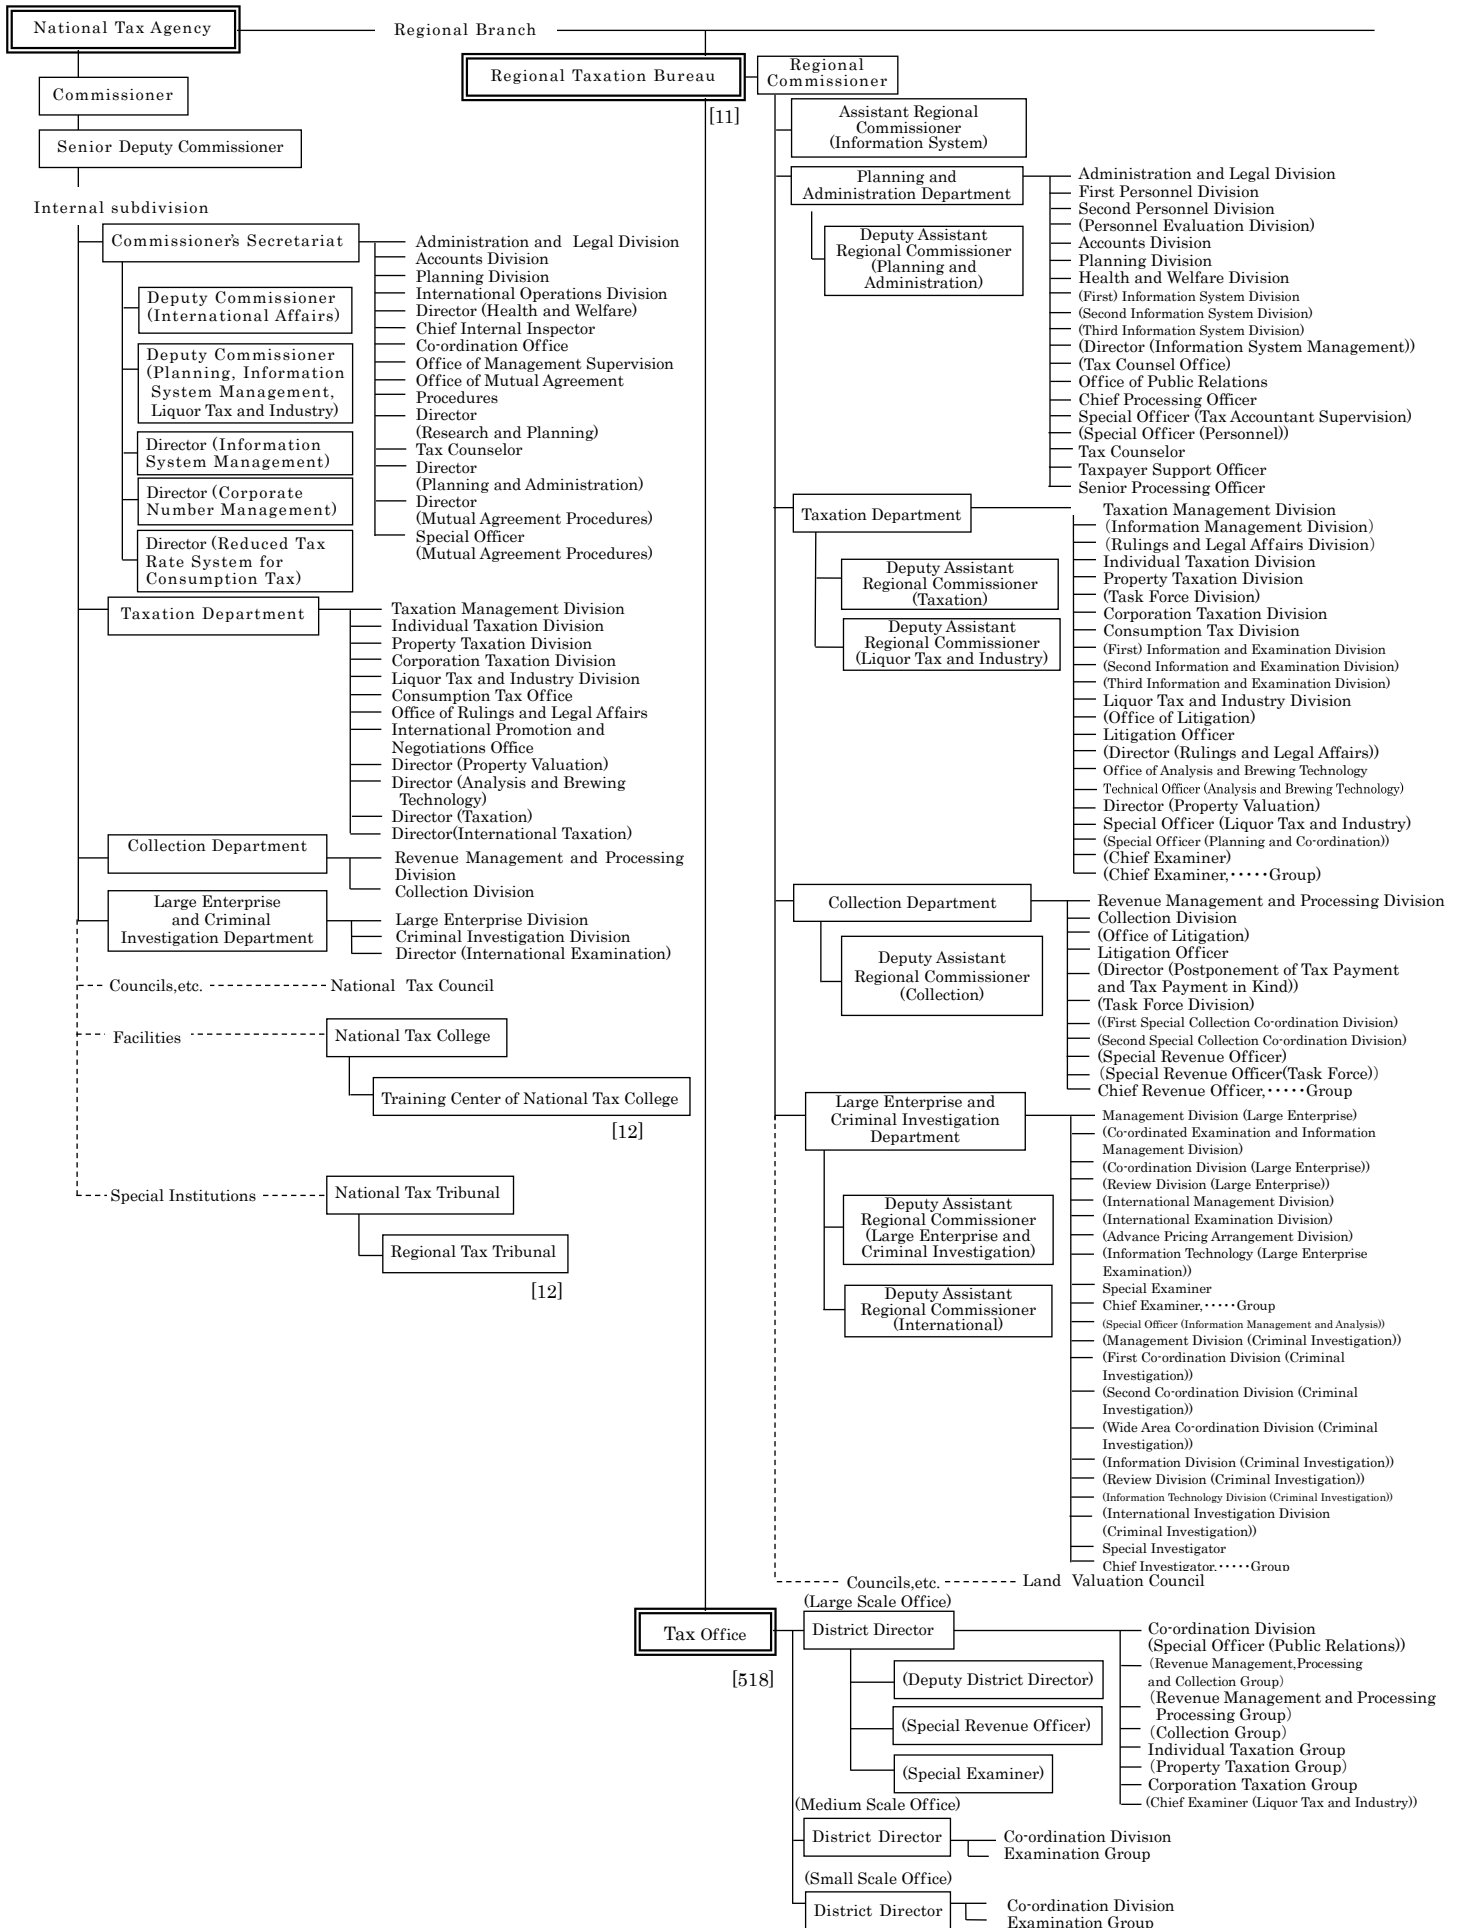 National Tax Agency
Regional Branch
Commissioner
Senior Deputy Commissioner
Internal subdivision
Commissioner's Secretariat
Deputy Commissioner
(International Affairs)
Deputy Commissioner
(Planning, Information
System Management,
Liquor Tax and Industry)
Director (Information
System Management)
Director (Corporate
Number Management)
Director (Reduced Tax
Rate System for
Consumption Tax)
Administration and Legal Division
Accounts Division
Planning Division
International Operations Division
Director (Health and Welfare)
Chief Internal Inspector
Co-ordination Office
Office of Management Supervision
Office of Mutual Agreement
Procedures
Director
(Research and Planning)
Tax Counselor
Director
(Planning and Administration)
Director
(Mutual Agreement Procedures)
Special Officer
(Mutual Agreement Procedures)
Taxation Department
Taxation Management Division
Individual Taxation Division
Property Taxation Division
Corporation Taxation Division
Liquor Tax and Industry Division
Consumption Tax Office
Office of Rulings and Legal Affairs
International Promotion and
Negotiations Office
Director (Property Valuation)
Director (Analysis and Brewing
Technology)
Director (Taxation)
Director(International Taxation)
Collection Department
Revenue Management and Processing
Division
Collection Division
Large Enterprise
and Criminal
Investigation Department
Large Enterprise Division
Criminal Investigation Division
Director (International Examination)
Councils,etc.
National Tax Council
Facilities
National Tax College
Training Center of National Tax College
[12]
Special Institutions
National Tax Tribunal
Regional Tax Tribunal
[12]
Regional Taxation Bureau
[11]
Regional
Commissioner
Assistant Regional
Commissioner
(Information System)
Planning and
Administration Department
Deputy Assistant
Regional Commissioner
(Planning and
Administration)
Administration and Legal Division
First Personnel Division
Second Personnel Division
(Personnel Evaluation Division)
Accounts Division
Planning Division
Health and Welfare Division
(First) Information System Division
(Second Information System Division)
(Third Information System Division)
(Director (Information System Management))
(Tax Counsel Office)
Office of Public Relations
Chief Processing Officer
Special Officer (Tax Accountant Supervision)
(Special Officer (Personnel))
Tax Counselor
Taxpayer Support Officer
Senior Processing Officer
Taxation Department
Deputy Assistant
Regional Commissioner
(Taxation)
Deputy Assistant
Regional Commissioner
(Liquor Tax and Industry)
Taxation Management Division
(Information Management Division)
(Rulings and Legal Affairs Division)
Individual Taxation Division
Property Taxation Division
(Task Force Division)
Corporation Taxation Division
Consumption Tax Division
(First) Information and Examination Division
(Second Information and Examination Division)
(Third Information and Examination Division)
Liquor Tax and Industry Division
(Office of Litigation)
Litigation Officer
(Director (Rulings and Legal Affairs))
Office of Analysis and Brewing Technology
Technical Officer (Analysis and Brewing Technology)
Director (Property Valuation)
Special Officer (Liquor Tax and Industry)
(Special Officer (Planning and Co-ordination))
(Chief Examiner)
(Chief Examiner,・・・・・Group)
Collection Department
Deputy Assistant
Regional Commissioner
(Collection)
Revenue Management and Processing Division
Collection Division
(Office of Litigation)
Litigation Officer
(Director (Postponement of Tax Payment
and Tax Payment in Kind))
(Task Force Division)
((First Special Collection Co-ordination Division)
(Second Special Collection Co-ordination Division)
(Special Revenue Officer)
(Special Revenue Officer(Task Force))
Chief Revenue Officer,・・・・・Group
Large Enterprise and
Criminal Investigation
Department
Deputy Assistant
Regional Commissioner
(Large Enterprise and
Criminal Investigation)
Deputy Assistant
Regional Commissioner
(International)
Management Division (Large Enterprise)
(Co-ordinated Examination and Information
Management Division)
(Co-ordination Division (Large Enterprise))
(Review Division (Large Enterprise))
(International Management Division)
(International Examination Division)
(Advance Pricing Arrangement Division)
(Information Technology (Large Enterprise
Examination))
Special Examiner
Chief Examiner,・・・・・Group
(Special Officer (Information Management and Analysis))
(Management Division (Criminal Investigation))
(First Co-ordination Division (Criminal
Investigation))
(Second Co-ordination Division (Criminal
Investigation))
(Wide Area Co-ordination Division (Criminal
Investigation))
(Information Division (Criminal Investigation))
(Review Division (Criminal Investigation))
(Information Technology Division (Criminal Investigation))
(International Investigation Division
(Criminal Investigation))
Special Investigator
Chief Investigator,・・・・・Group
Councils,etc.
Land Valuation Council
Tax Office
[518]
(Large Scale Office)
District Director
(Deputy District Director)
(Special Revenue Officer)
(Special Examiner)
Co-ordination Division
(Special Officer (Public Relations))
(Revenue Management,Processing
and Collection Group)
(Revenue Management and Processing
Processing Group)
(Collection Group)
Individual Taxation Group
(Property Taxation Group)
Corporation Taxation Group
(Chief Examiner (Liquor Tax and Industry))
(Medium Scale Office)
District Director
Co-ordination Division
Examination Group
(Small Scale Office)
District Director
Co-ordination Division
Examination Group